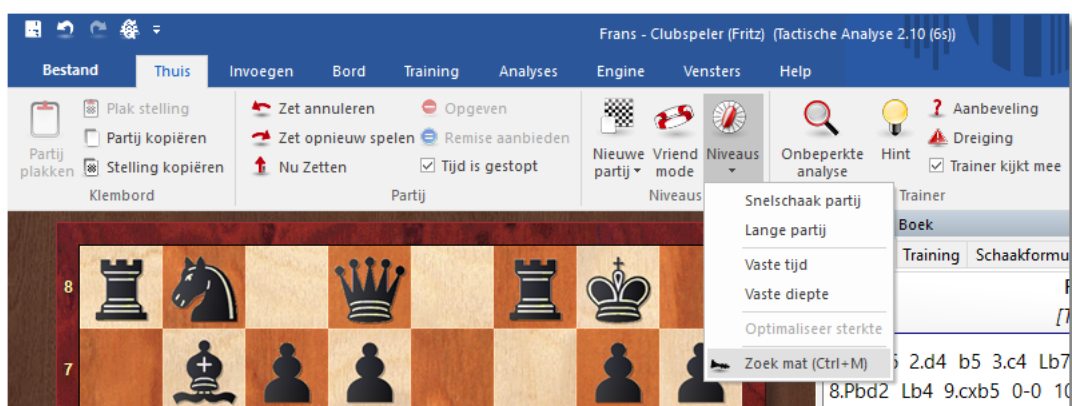 Frans - Clubspeler (Fritz) (Tactische Analyse 2.10 (6s))
Bestand Thuis Invoegen Bord Training Analyses Engine Vensters Help
Partij plakken
Plak stelling
Partij kopiëren
Stelling kopiëren
Klembord
Zet annuleren
Zet opnieuw spelen
Nu Zetten
Opgeven
Remise aanbieden
Tijd is gestopt
Partij
Nieuwe partij
Vriend mode
Niveaus
Niveaus
Onbeperkte analyse
Hint
Aanbeveling
Dreiging
Trainer kijkt mee
Trainer
Snelschaak partij
Lange partij
Vaste tijd
Vaste diepte
Optimaliseer sterkte
Zoek mat (Ctrl+M)
Boek
Training Schaakformu
2.d4 b5 3.c4 Lb7
8.Pbd2 Lb4 9.cxb5 0-0 10
8
7